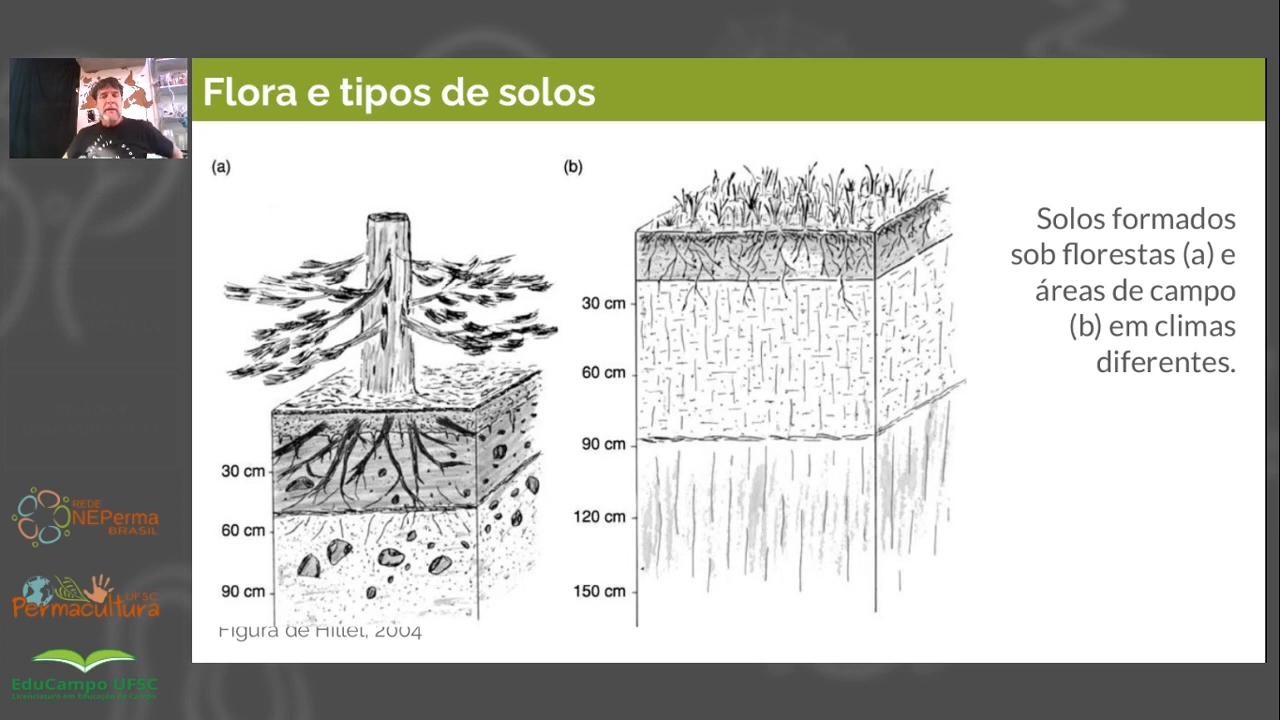 Flora e tipos de solos
(a)
(b)
Solos formados
sob florestas (a) e
áreas de campo
(b) em climas
diferentes.
30 cm
60 cm
90 cm
30 cm
60 cm
90 cm
120 cm
150 cm
Figura de Hillel, 2004
REDE
NEPerma
BRASIL
UFSC
Permacultura
EduCampo UFSC
Licenciatura em Educação do Campo